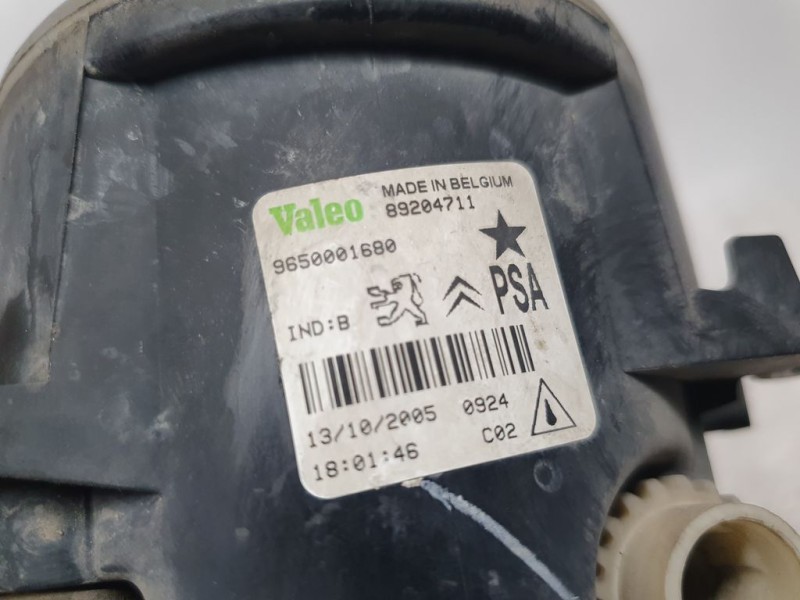 Valeo MADE IN BELGIUM
89204711
9650001680
IND:B PSA
13/10/2005 0924
18:01:46 C02